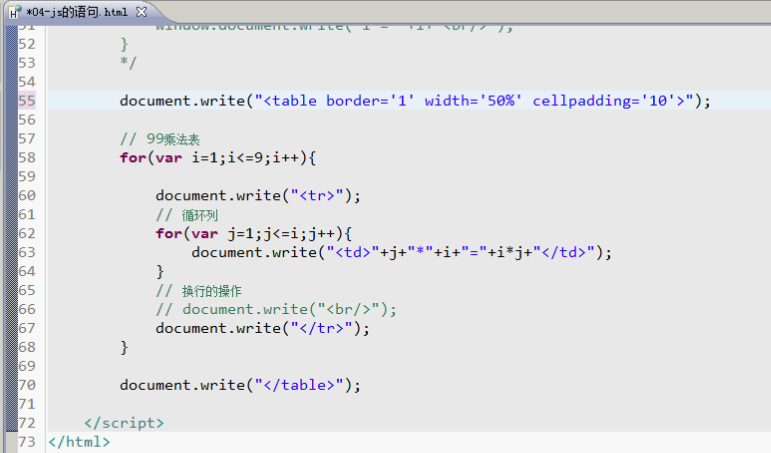 *04-js的语句.html
51 window.document.write("i = "+i+"<br/>");
52 }
53 */
54
55 document.write("<table border='1' width='50%' cellpadding='10'>");
56
57 // 99乘法表
58 for(var i=1;i<=9;i++){
59
60 document.write("<tr>");
61 // 循环列
62 for(var j=1;j<=i;j++){
63 document.write("<td>"+j+"*"+i+"="+i*j+"</td>");
64 }
65 // 换行的操作
66 // document.write("<br/>");
67 document.write("</tr>");
68 }
69
70 document.write("</table>");
71
72 </script>
73 </html>